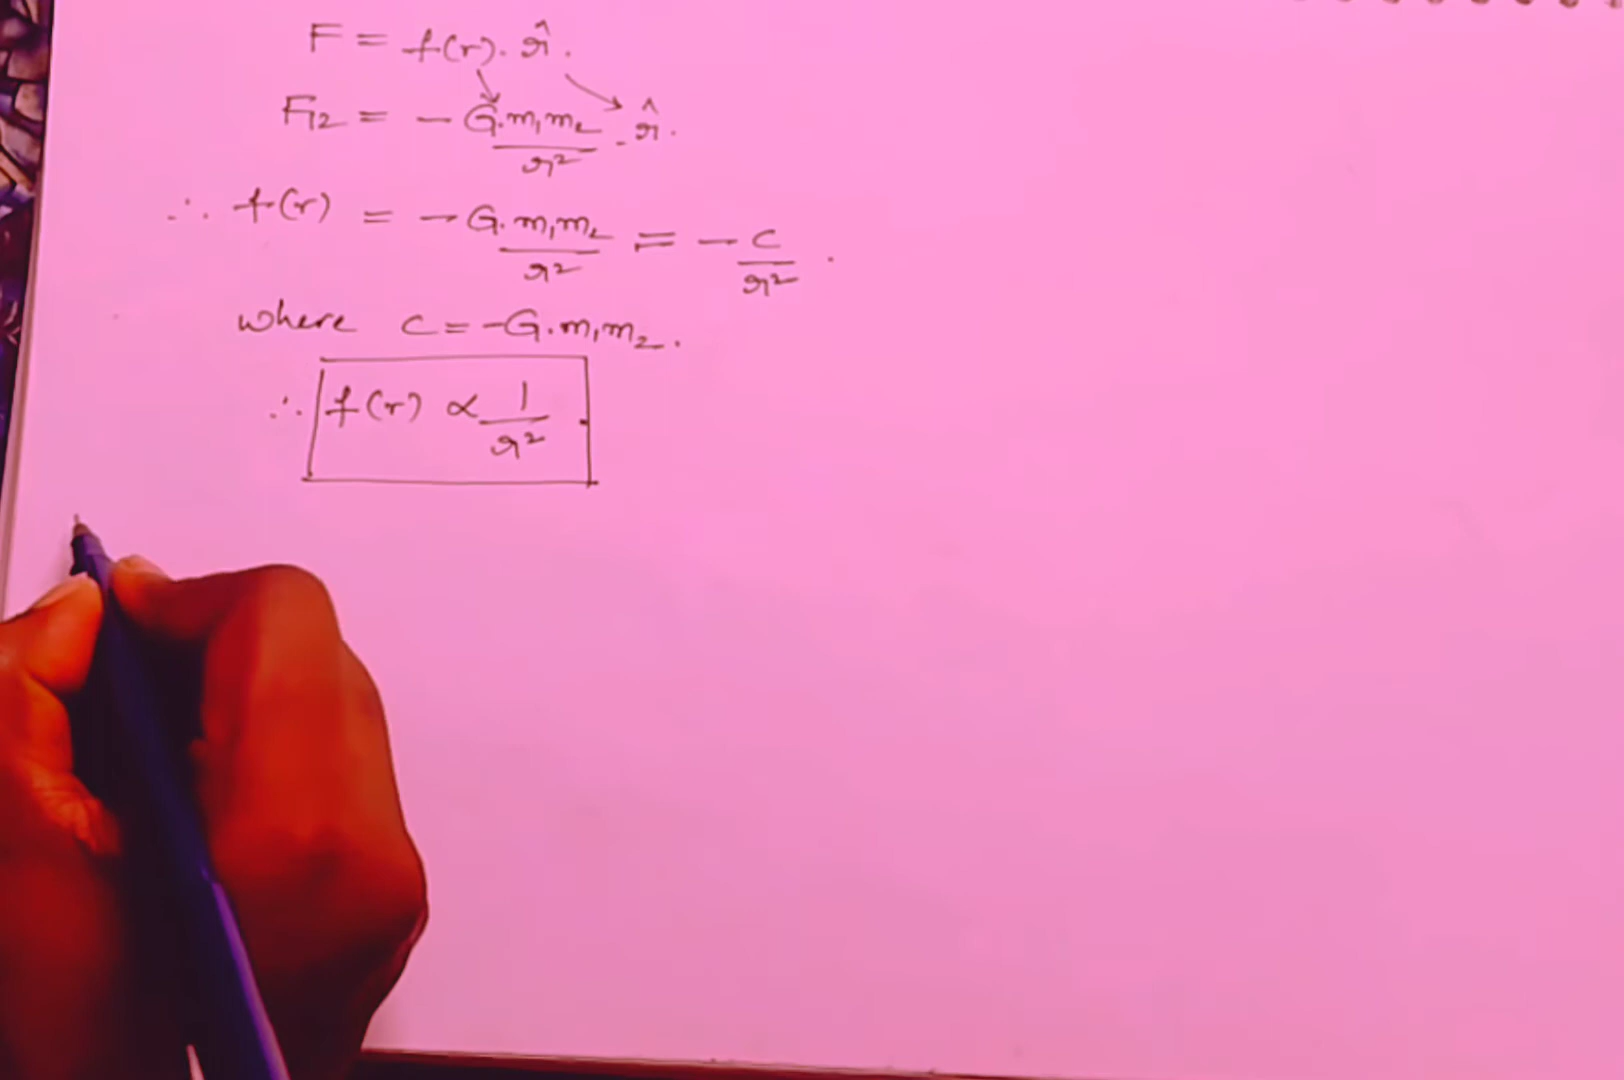 F = f(r). r̂.
F₁₂ = - G.m₁m₂/r² . r̂.
∴ f(r) = - G.m₁m₂/r² = - c/r² .
where c = -G.m₁m₂.
∴ f(r) ∝ 1/r² .